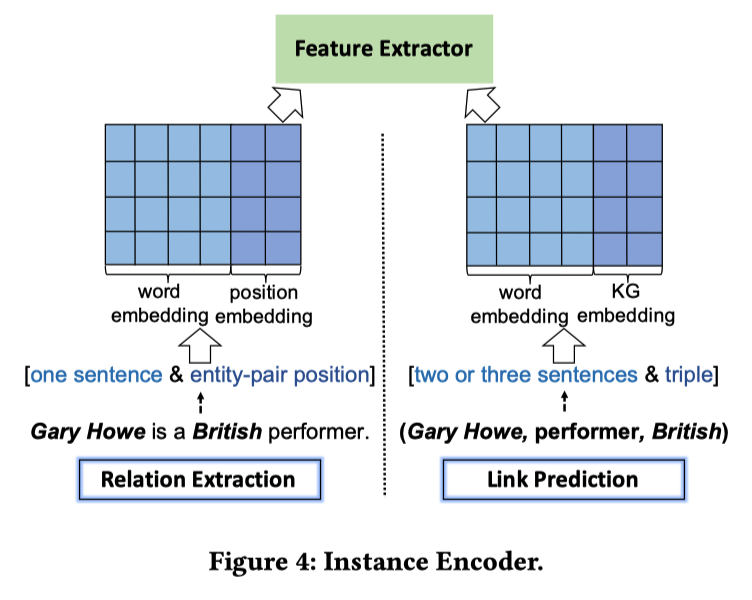 Feature Extractor
word
embedding
position
embedding
[one sentence & entity-pair position]
Gary Howe is a British performer.
Relation Extraction
word
embedding
KG
embedding
[two or three sentences & triple]
(Gary Howe, performer, British)
Link Prediction
Figure 4: Instance Encoder.